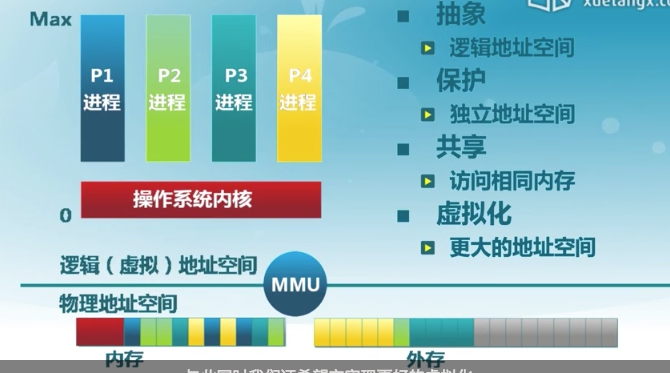 Max
P1
进程
P2
进程
P3
进程
P4
进程
操作系统内核
0
逻辑（虚拟）地址空间
MMU
物理地址空间
内存
外存
抽象
逻辑地址空间
保护
独立地址空间
共享
访问相同内存
虚拟化
更大的地址空间